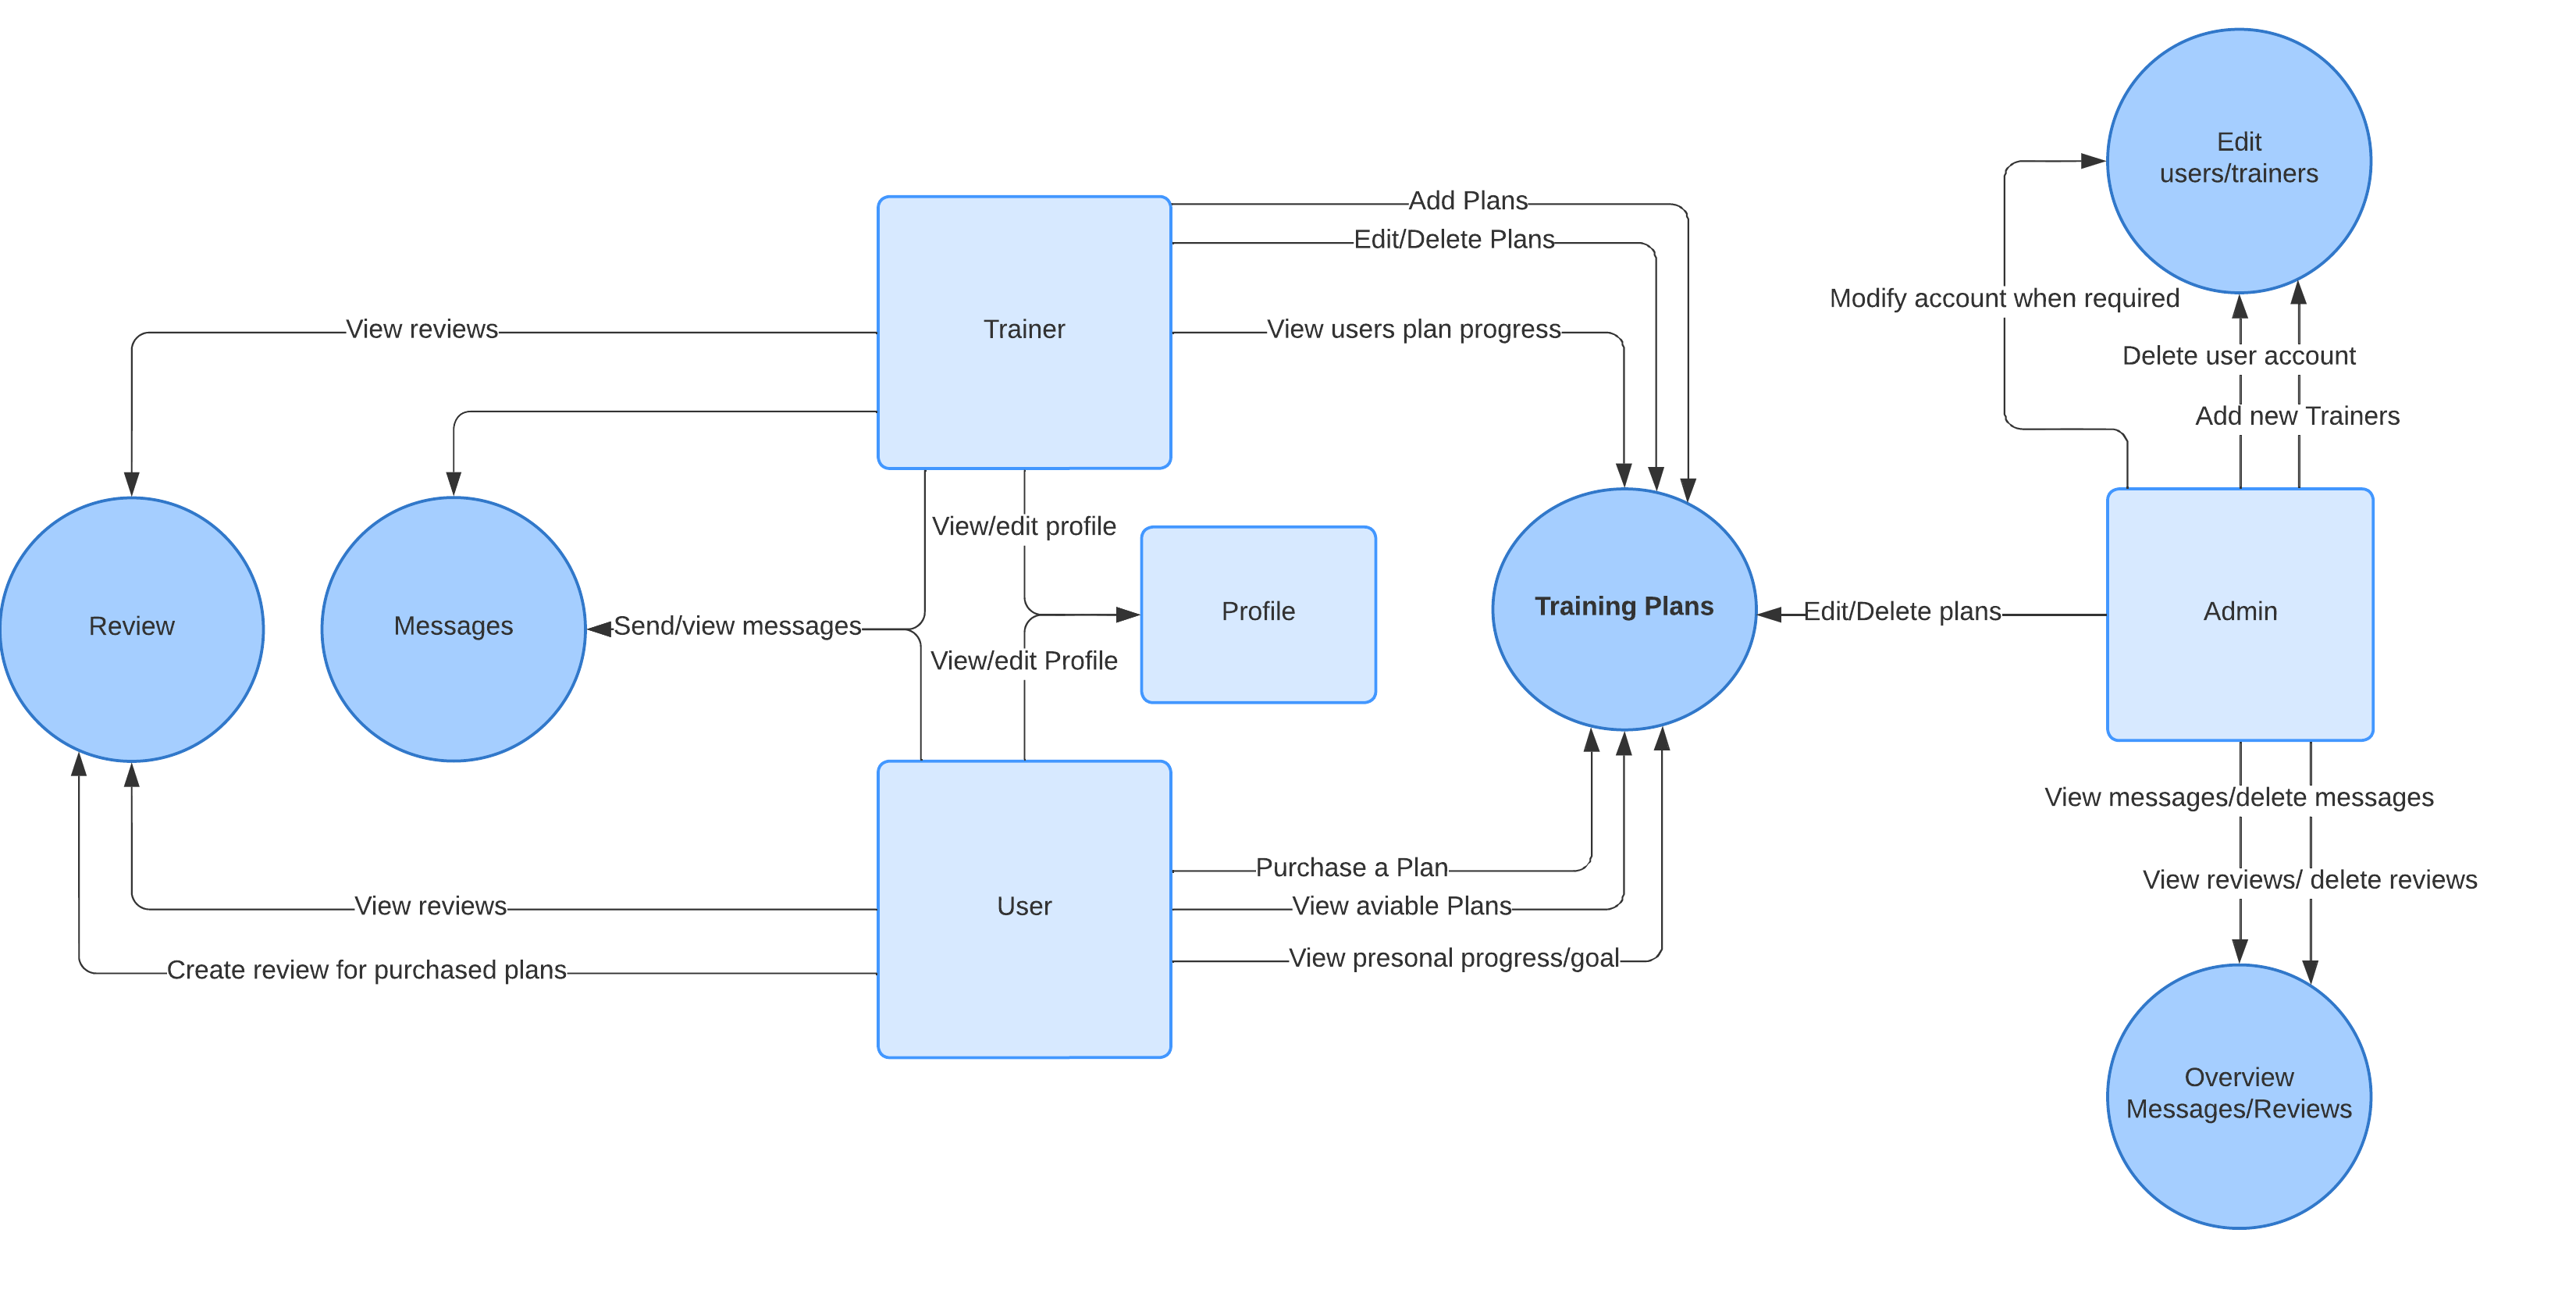 Edit
users/trainers
Add Plans
Edit/Delete Plans
Modify account when required
View reviews
Trainer
View users plan progress
Delete user account
Add new Trainers
View/edit profile
Review
Messages
Send/view messages
Profile
Training Plans
Edit/Delete plans
Admin
View/edit Profile
View messages/delete messages
Purchase a Plan
View reviews
User
View aviable Plans
View reviews/ delete reviews
Create review for purchased plans
View presonal progress/goal
Overview
Messages/Reviews